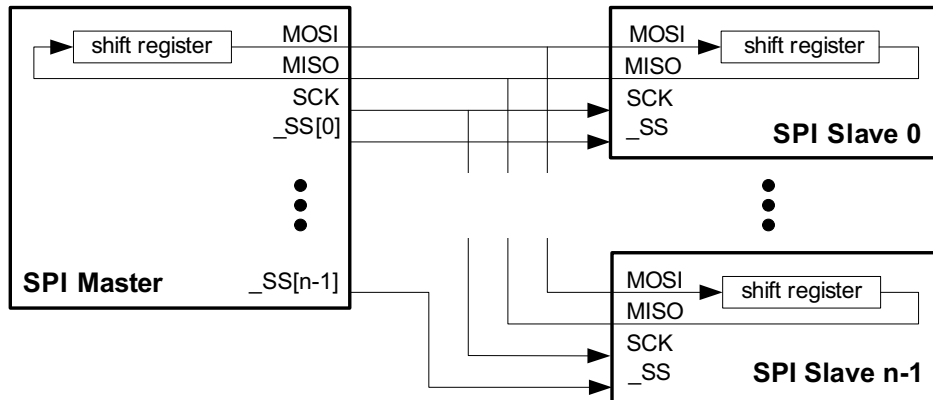 shift register
MOSI
MISO
SCK
_SS[0]
SPI Master
_SS[n-1]
MOSI
shift register
MISO
SCK
_SS
SPI Slave 0
MOSI
shift register
MISO
SCK
_SS
SPI Slave n-1